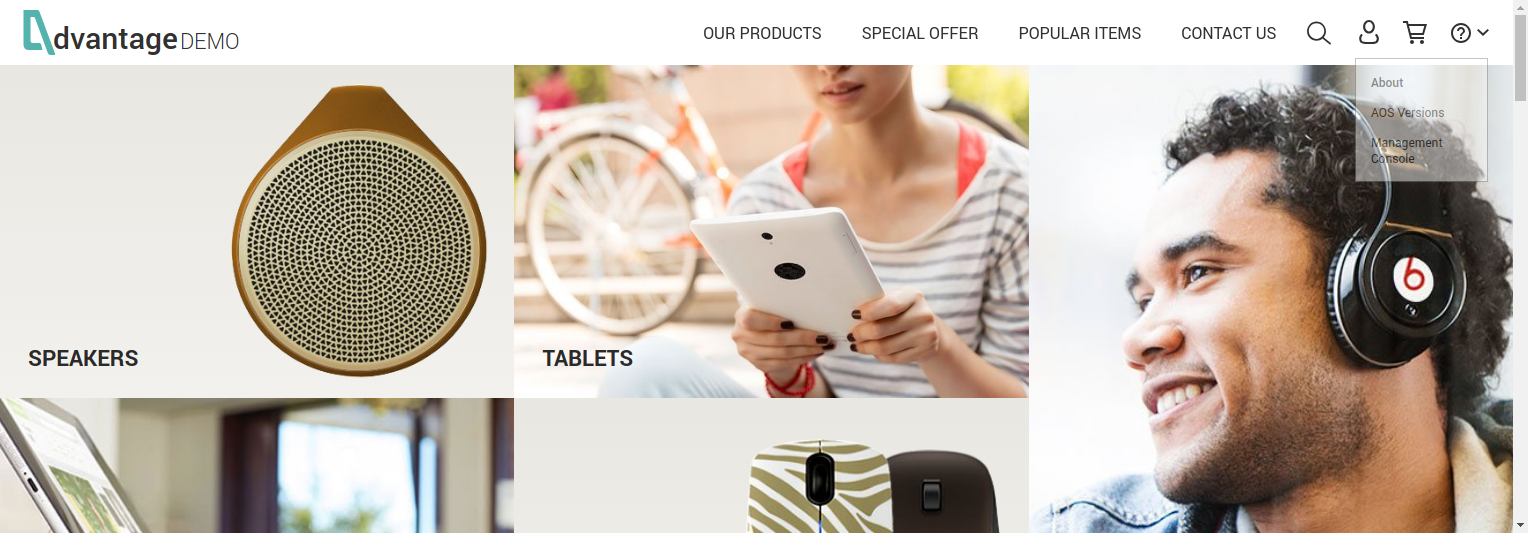 dvantage DEMO
OUR PRODUCTS
SPECIAL OFFER
POPULAR ITEMS
CONTACT US
About
AOS Versions
Management
Console
SPEAKERS
TABLETS